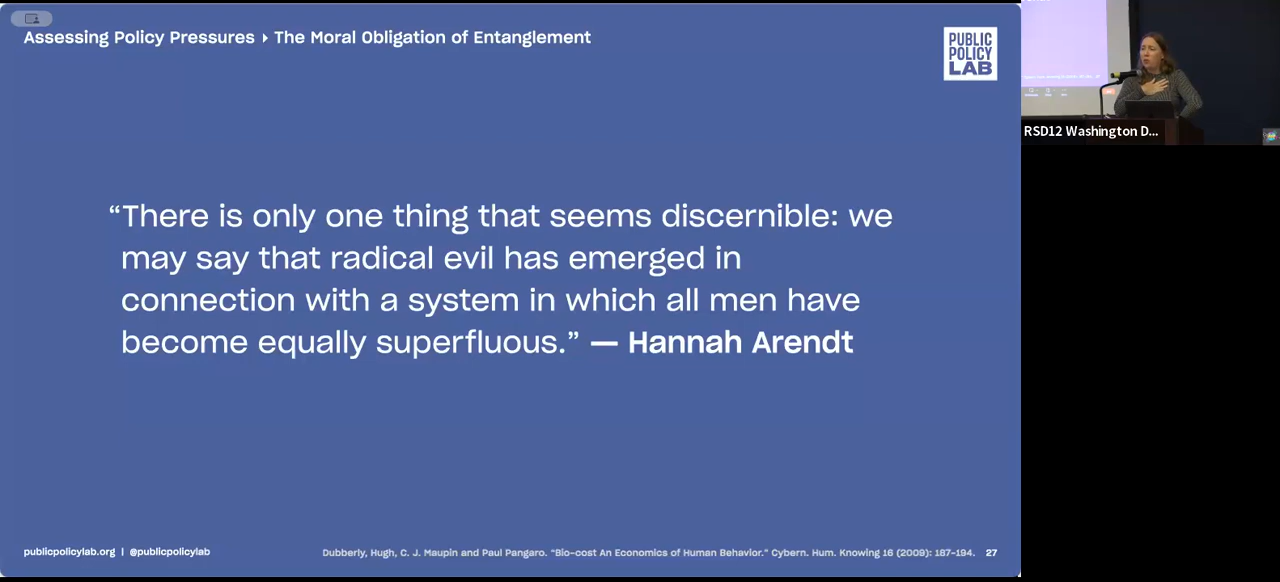 Assessing Policy Pressures › The Moral Obligation of Entanglement
PUBLIC
POLICY
LAB
“There is only one thing that seems discernible: we
may say that radical evil has emerged in
connection with a system in which all men have
become equally superfluous.” — Hannah Arendt
RSD12 Washington D...
publicpolicylab.org | @publicpolicylab
Dubberly, Hugh, C. J. Maupin and Paul Pangaro. “Bio-cost An Economics of Human Behavior.” Cybern. Hum. Knowing 16 (2009): 187-194. 27